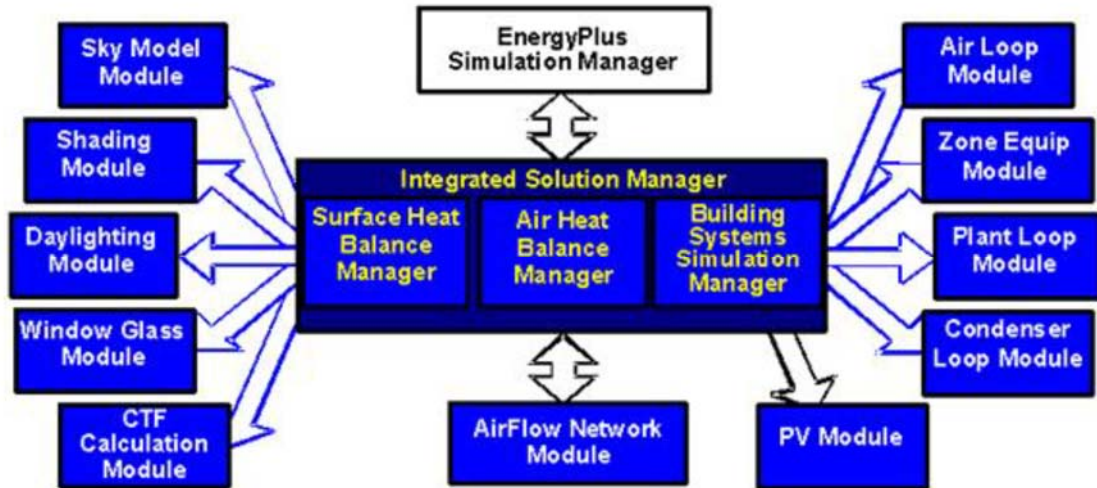 Sky Model
Module
EnergyPlus
Simulation Manager
Air Loop
Module
Shading
Module
Zone Equip
Module
Integrated Solution Manager
Surface Heat
Balance
Manager
Air Heat
Balance
Manager
Building
Systems
Simulation
Manager
Daylighting
Module
Plant Loop
Module
Window Glass
Module
Condenser
Loop Module
CTF
Calculation
Module
AirFlow Network
Module
PV Module